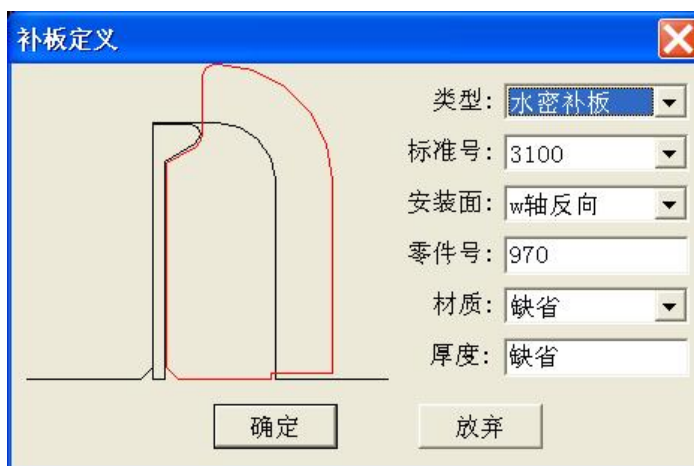 补板定义
类型: 水密补板
标准号: 3100
安装面: w轴反向
零件号: 970
材质: 缺省
厚度: 缺省
确定 放弃